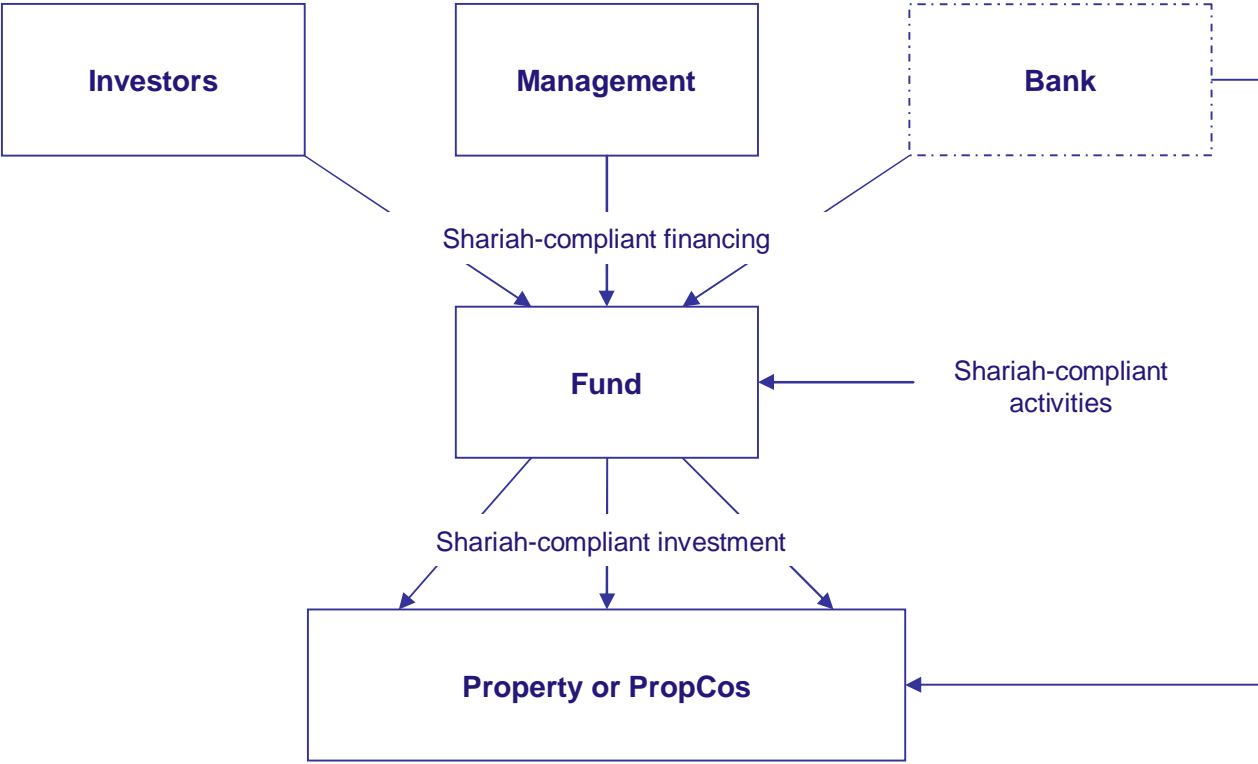 Investors
Management
Bank
Shariah-compliant financing
Fund
Shariah-compliant
activities
Shariah-compliant investment
Property or PropCos